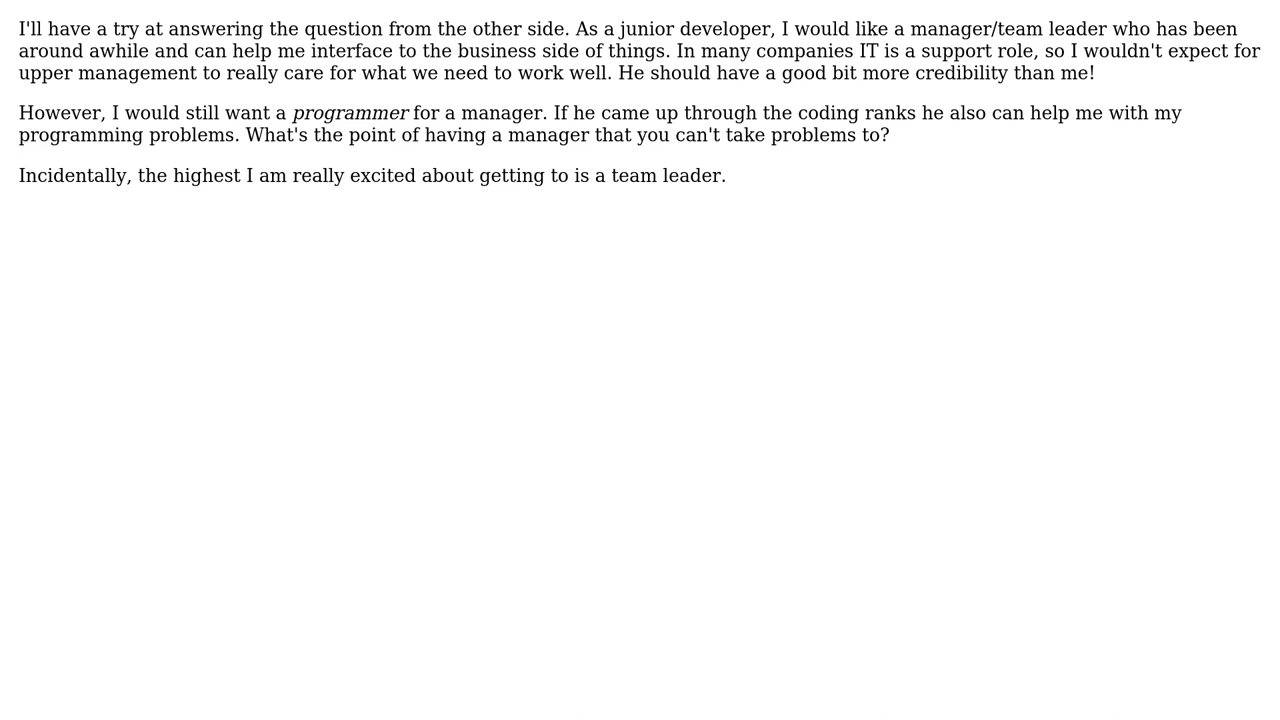 I'll have a try at answering the question from the other side. As a junior developer, I would like a manager/team leader who has been
around awhile and can help me interface to the business side of things. In many companies IT is a support role, so I wouldn't expect for
upper management to really care for what we need to work well. He should have a good bit more credibility than me!
However, I would still want a programmer for a manager. If he came up through the coding ranks he also can help me with my
programming problems. What's the point of having a manager that you can't take problems to?
Incidentally, the highest I am really excited about getting to is a team leader.